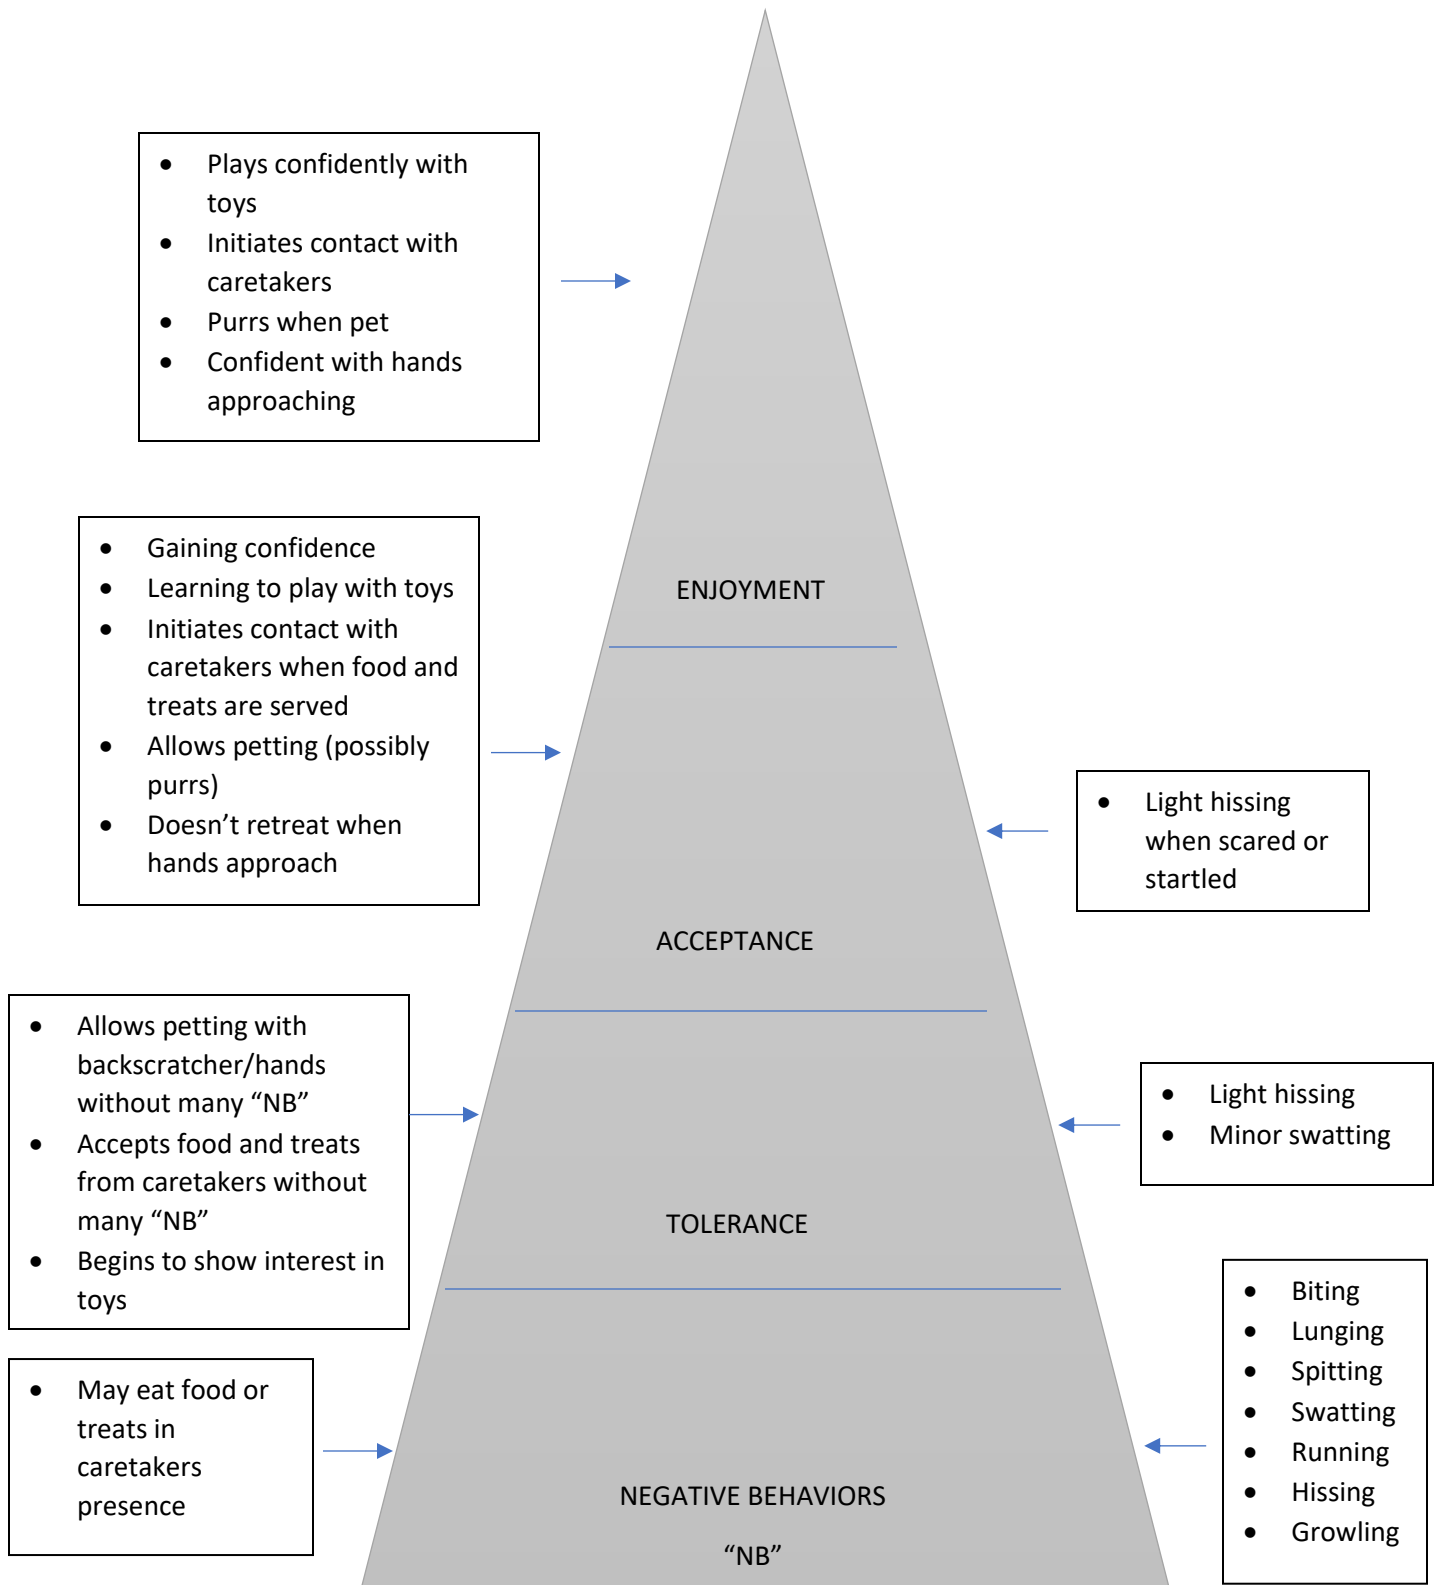 • Plays confidently with
toys
• Initiates contact with
caretakers
• Purrs when pet
• Confident with hands
approaching
• Gaining confidence
• Learning to play with toys
• Initiates contact with
caretakers when food and
treats are served
• Allows petting (possibly
purrs)
• Doesn’t retreat when
hands approach
ENJOYMENT
• Light hissing
when scared or
startled
ACCEPTANCE
• Allows petting with
backscratcher/hands
without many “NB”
• Accepts food and treats
from caretakers without
many “NB”
• Begins to show interest in
toys
• Light hissing
• Minor swatting
TOLERANCE
• May eat food or
treats in
caretakers
presence
• Biting
• Lunging
• Spitting
• Swatting
• Running
• Hissing
• Growling
NEGATIVE BEHAVIORS
“NB”